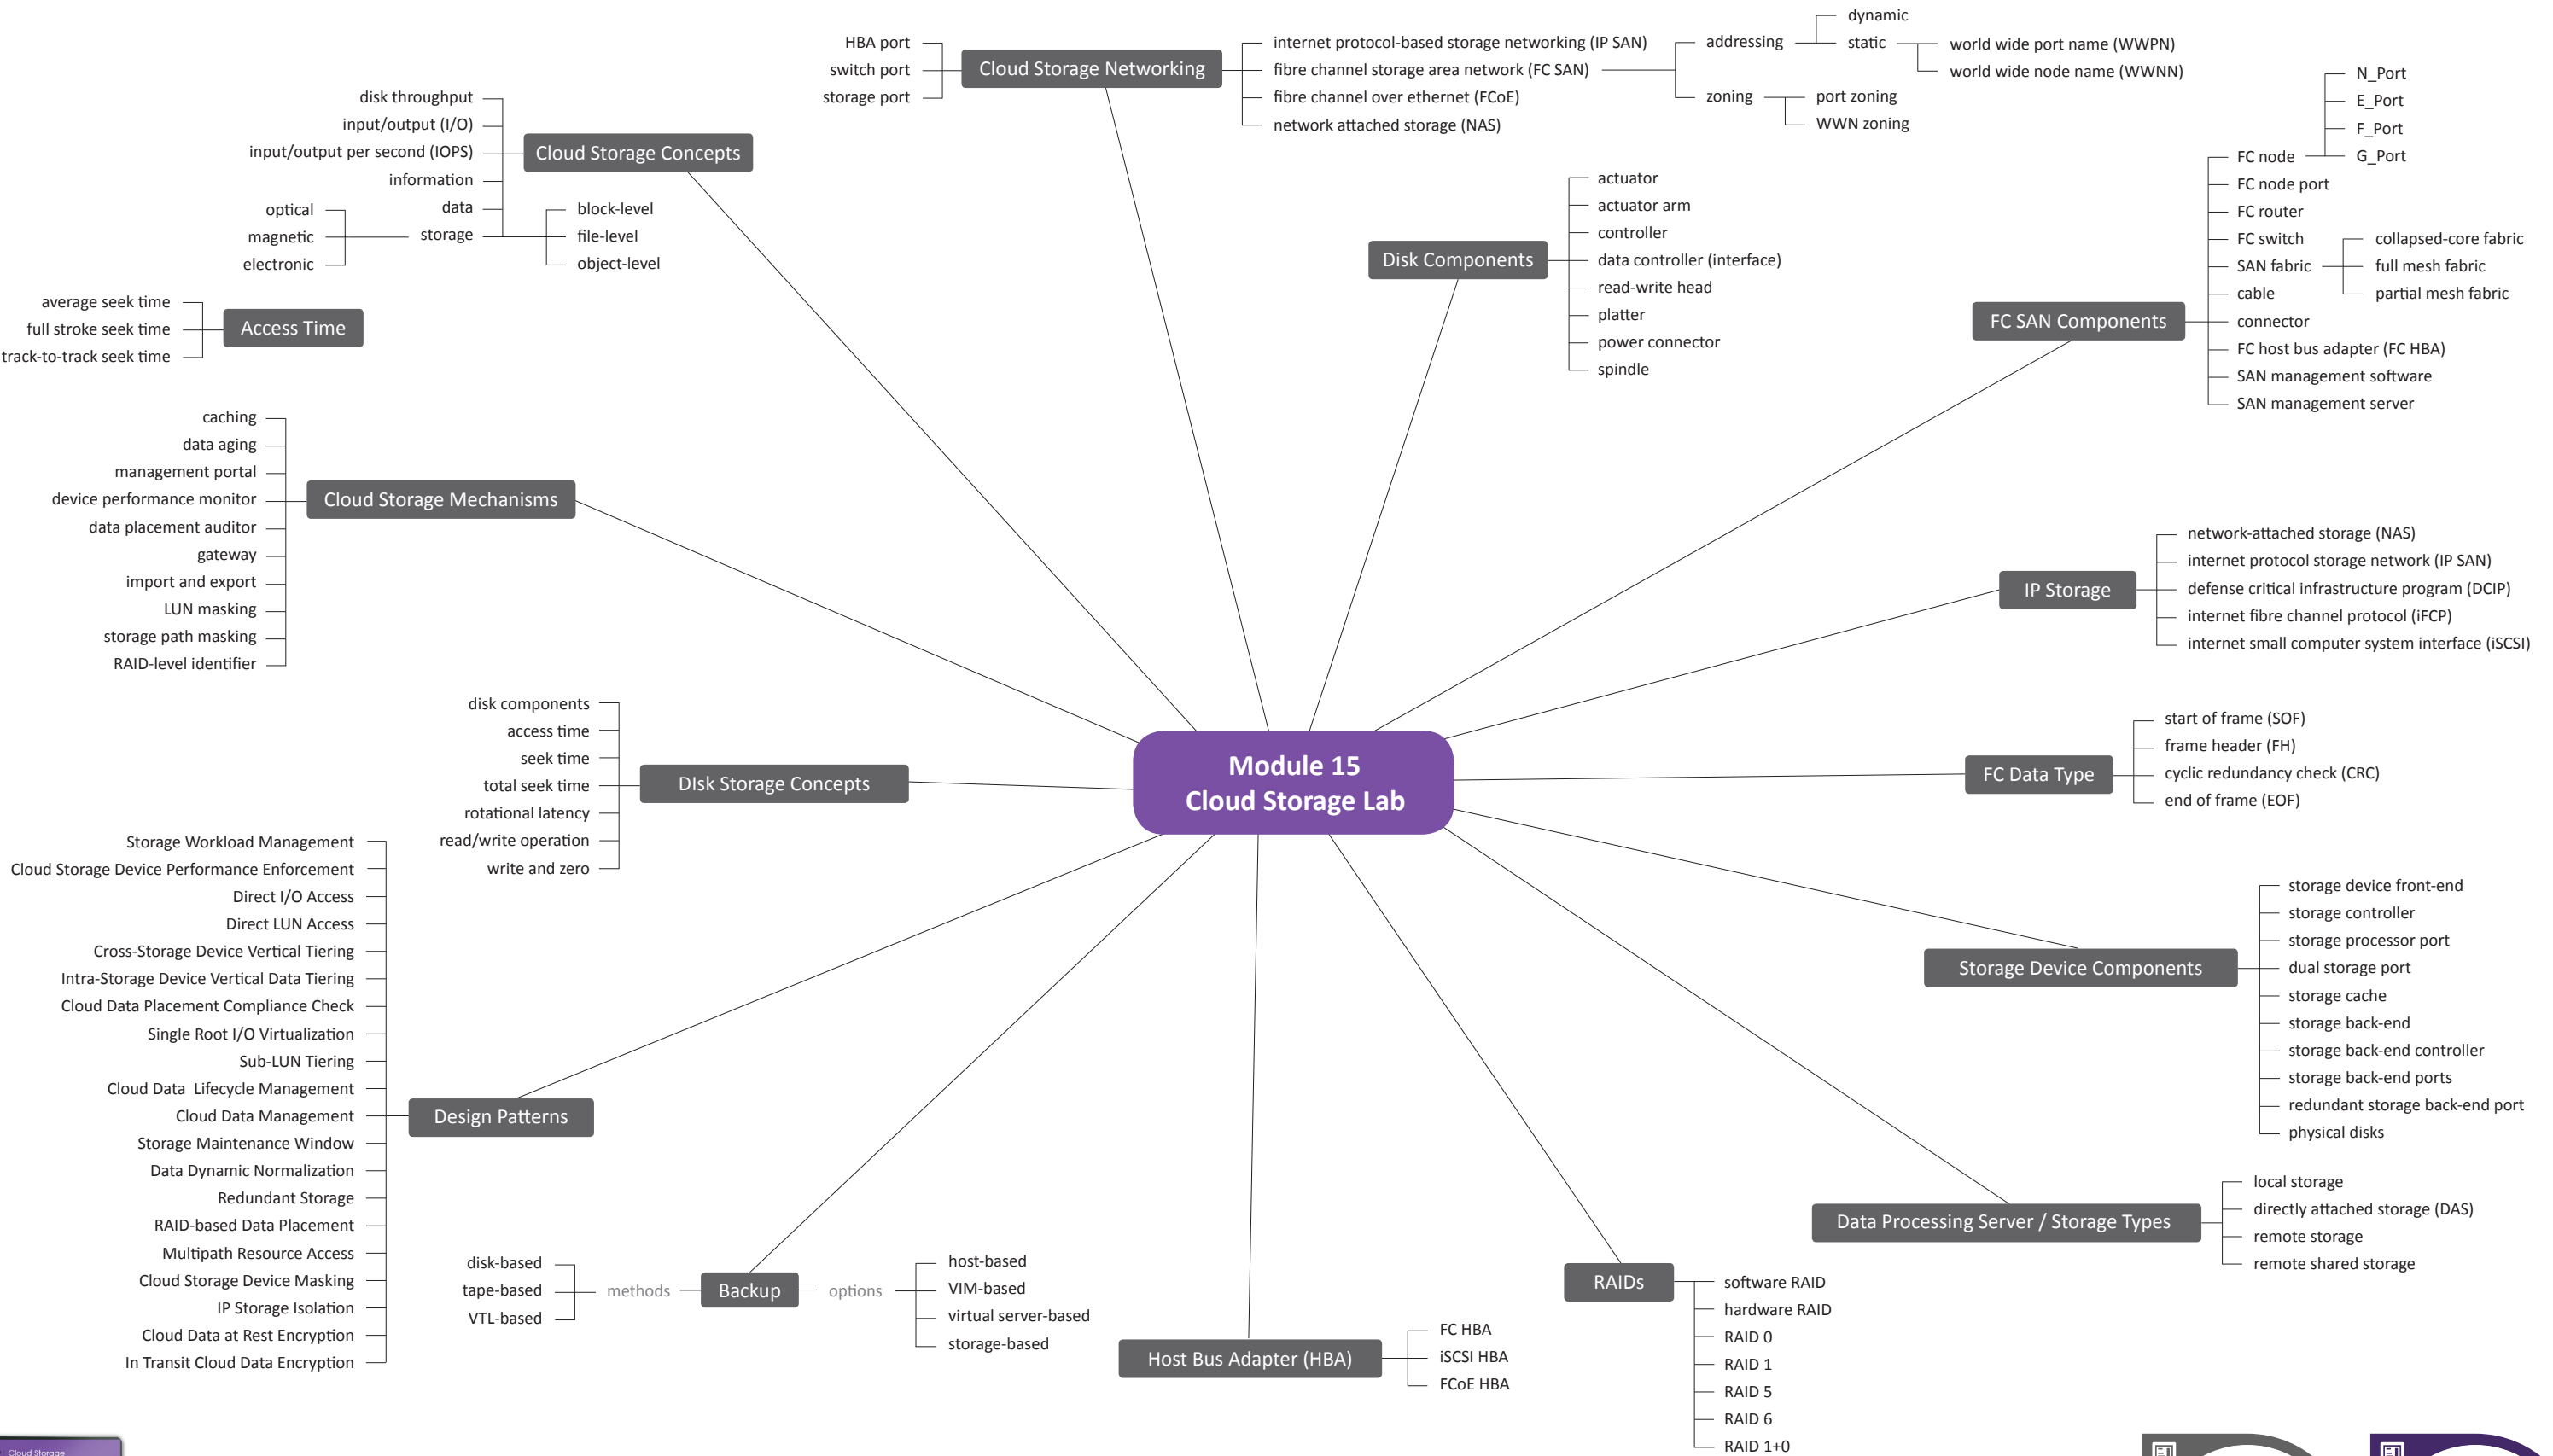 Module 15
Cloud Storage Lab
Cloud Storage Networking
HBA port
switch port
storage port
internet protocol-based storage networking (IP SAN)
fibre channel storage area network (FC SAN)
fibre channel over ethernet (FCoE)
network attached storage (NAS)
addressing
dynamic
static
world wide port name (WWPN)
world wide node name (WWNN)
zoning
port zoning
WWN zoning
Cloud Storage Concepts
disk throughput
input/output (I/O)
input/output per second (IOPS)
information
data
storage
optical
magnetic
electronic
block-level
file-level
object-level
Access Time
average seek time
full stroke seek time
track-to-track seek time
Disk Components
actuator
actuator arm
controller
data controller (interface)
read-write head
platter
power connector
spindle
FC SAN Components
FC node
N_Port
E_Port
F_Port
G_Port
FC node port
FC router
FC switch
SAN fabric
collapsed-core fabric
full mesh fabric
partial mesh fabric
cable
connector
FC host bus adapter (FC HBA)
SAN management software
SAN management server
Cloud Storage Mechanisms
caching
data aging
management portal
device performance monitor
data placement auditor
gateway
import and export
LUN masking
storage path masking
RAID-level identifier
IP Storage
network-attached storage (NAS)
internet protocol storage network (IP SAN)
defense critical infrastructure program (DCIP)
internet fibre channel protocol (iFCP)
internet small computer system interface (iSCSI)
DIsk Storage Concepts
disk components
access time
seek time
total seek time
rotational latency
read/write operation
write and zero
FC Data Type
start of frame (SOF)
frame header (FH)
cyclic redundancy check (CRC)
end of frame (EOF)
Storage Device Components
storage device front-end
storage controller
storage processor port
dual storage port
storage cache
storage back-end
storage back-end controller
storage back-end ports
redundant storage back-end port
physical disks
Design Patterns
Storage Workload Management
Cloud Storage Device Performance Enforcement
Direct I/O Access
Direct LUN Access
Cross-Storage Device Vertical Tiering
Intra-Storage Device Vertical Data Tiering
Cloud Data Placement Compliance Check
Single Root I/O Virtualization
Sub-LUN Tiering
Cloud Data Lifecycle Management
Cloud Data Management
Storage Maintenance Window
Data Dynamic Normalization
Redundant Storage
RAID-based Data Placement
Multipath Resource Access
Cloud Storage Device Masking
IP Storage Isolation
Cloud Data at Rest Encryption
In Transit Cloud Data Encryption
Data Processing Server / Storage Types
local storage
directly attached storage (DAS)
remote storage
remote shared storage
Backup
methods
disk-based
tape-based
VTL-based
options
host-based
VIM-based
virtual server-based
storage-based
Host Bus Adapter (HBA)
FC HBA
iSCSI HBA
FCoE HBA
RAIDs
software RAID
hardware RAID
RAID 0
RAID 1
RAID 5
RAID 6
RAID 1+0
Cloud Storage